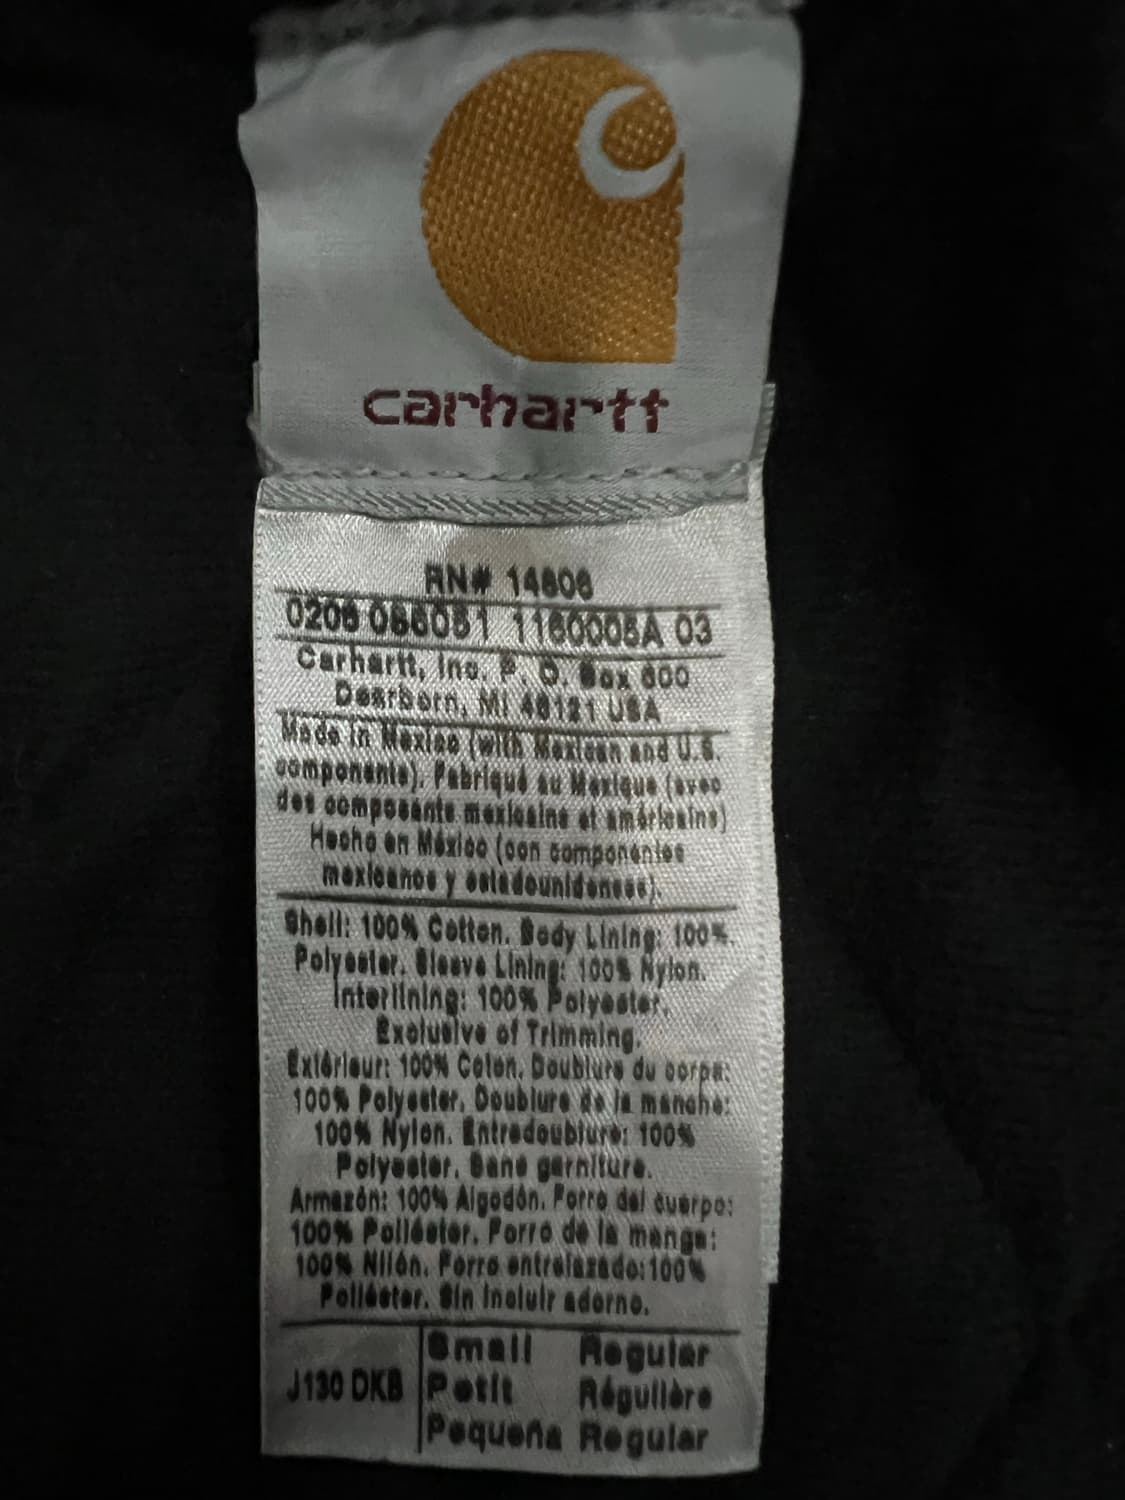 carhartt
RN# 14806
0206 086051 1160005A 03
Carhartt, Inc. P. O. Box 600
Dearborn, MI 48121 USA
Made in Mexico (with Mexican and U.S.
components). Fabriqué au Mexique (avec
des composants mexicains et américains)
Hecho en México (con componentes
mexicanos y estadounidenses).
Shell: 100% Cotton. Body Lining: 100%
Polyester. Sleeve Lining: 100% Nylon.
Interlining: 100% Polyester.
Exclusive of Trimming.
Extérieur: 100% Coton. Doublure du corps:
100% Polyester. Doublure de la manche:
100% Nylon. Entredoublure: 100%
Polyester. Sans garniture.
Armazón: 100% Algodón. Forro del cuerpo:
100% Poliéster. Forro de la manga:
100% Nilón. Forro entrelazado: 100%
Poliéster. Sin incluir adorno.
J130 DKB
Small Regular
Petit Régulière
Pequeña Regular